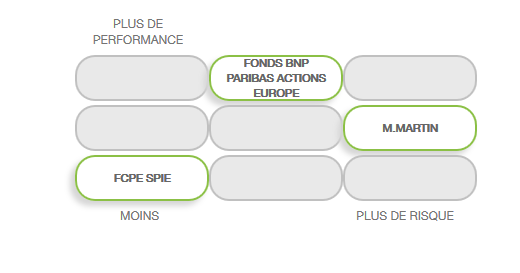 PLUS DE
PERFORMANCE
FONDS BNP
PARIBAS ACTIONS
EUROPE
M.MARTIN
FCPE SPIE
MOINS
PLUS DE RISQUE